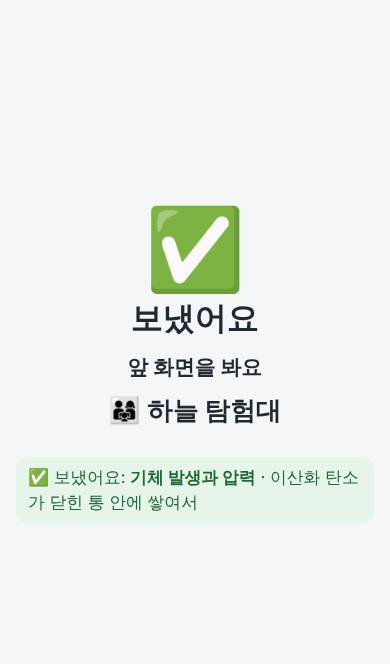 보냈어요
앞 화면을 봐요
👨‍👩‍👧 하늘 탐험대
✅ 보냈어요: 기체 발생과 압력 · 이산화 탄소
가 닫힌 통 안에 쌓여서